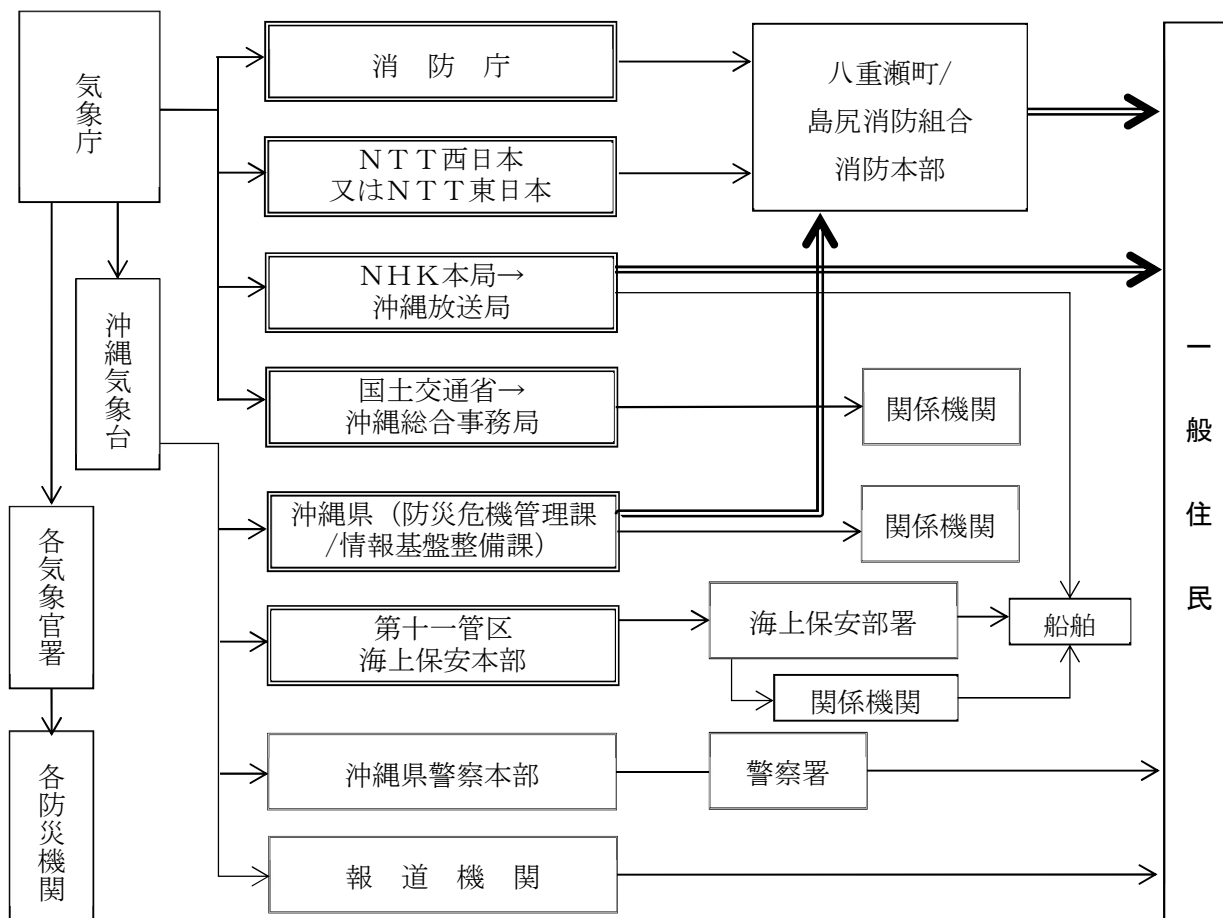 気象庁
消　防　庁
ＮＴＴ西日本
又はＮＴＴ東日本
八重瀬町/
島尻消防組合
消防本部
ＮＨＫ本局→
沖縄放送局
沖縄気象台
国土交通省→
沖縄総合事務局
関係機関
沖縄県（防災危機管理課
/情報基盤整備課）
関係機関
各気象官署
第十一管区
海上保安本部
海上保安部署
船舶
関係機関
各防災機関
沖縄県警察本部
警察署
報　道　機　関
一般住民